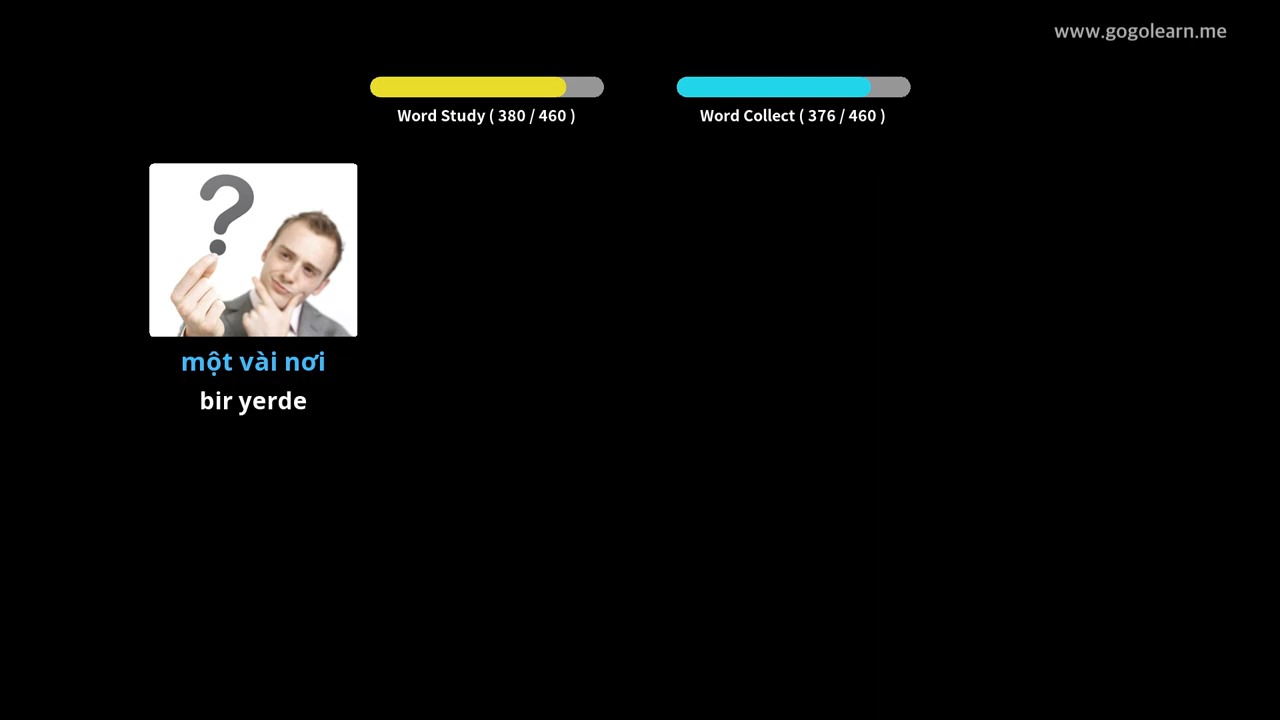 www.gogolearn.me
Word Study ( 380 / 460 )
Word Collect ( 376 / 460 )
một vài nơi
bir yerde